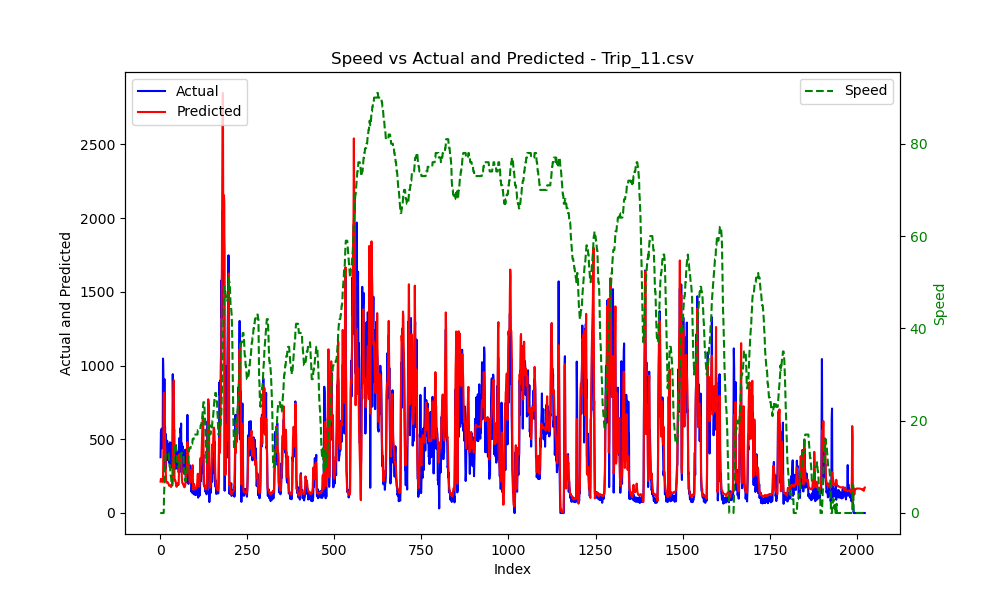 Speed vs Actual and Predicted - Trip_11.csv
Actual
Predicted
Speed
Actual and Predicted
2500
2000
1500
1000
500
0
80
60
40
20
0
Speed
0 250 500 750 1000 1250 1500 1750 2000
Index